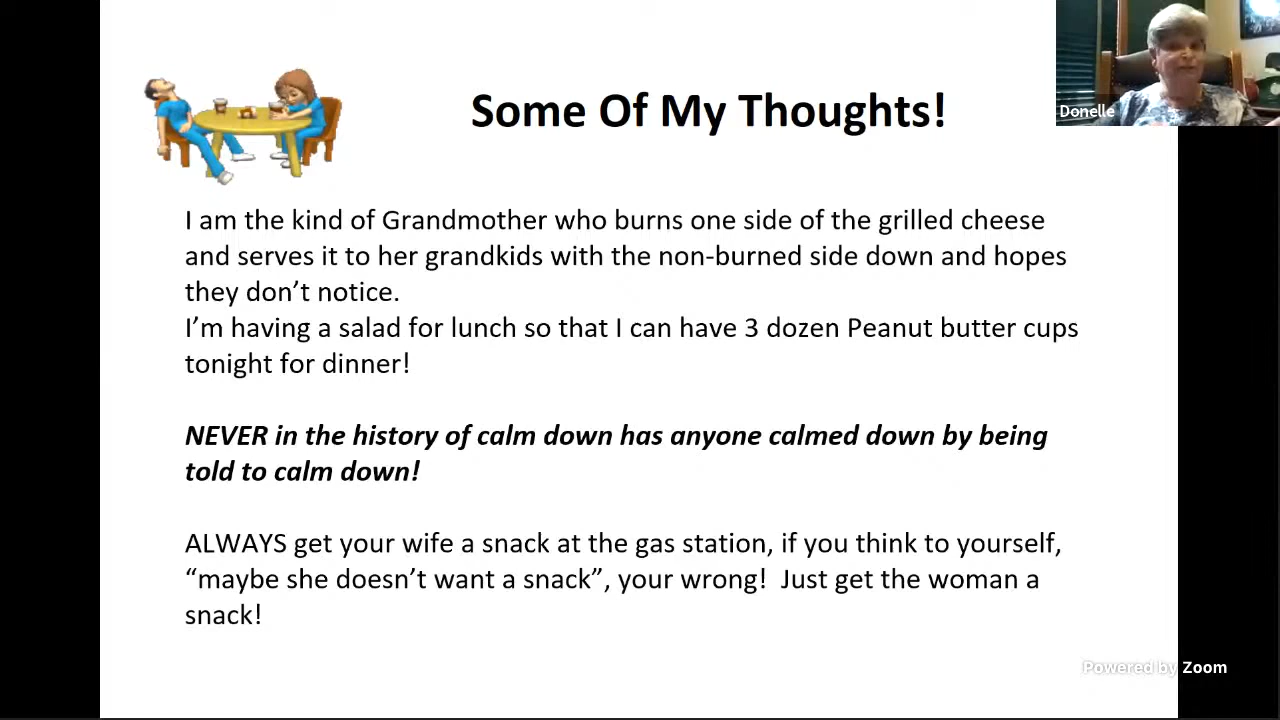 Some Of My Thoughts!
Donelle
I am the kind of Grandmother who burns one side of the grilled cheese
and serves it to her grandkids with the non-burned side down and hopes
they don’t notice.
I’m having a salad for lunch so that I can have 3 dozen Peanut butter cups
tonight for dinner!
NEVER in the history of calm down has anyone calmed down by being
told to calm down!
ALWAYS get your wife a snack at the gas station, if you think to yourself,
“maybe she doesn’t want a snack”, your wrong!  Just get the woman a
snack!
Powered by Zoom